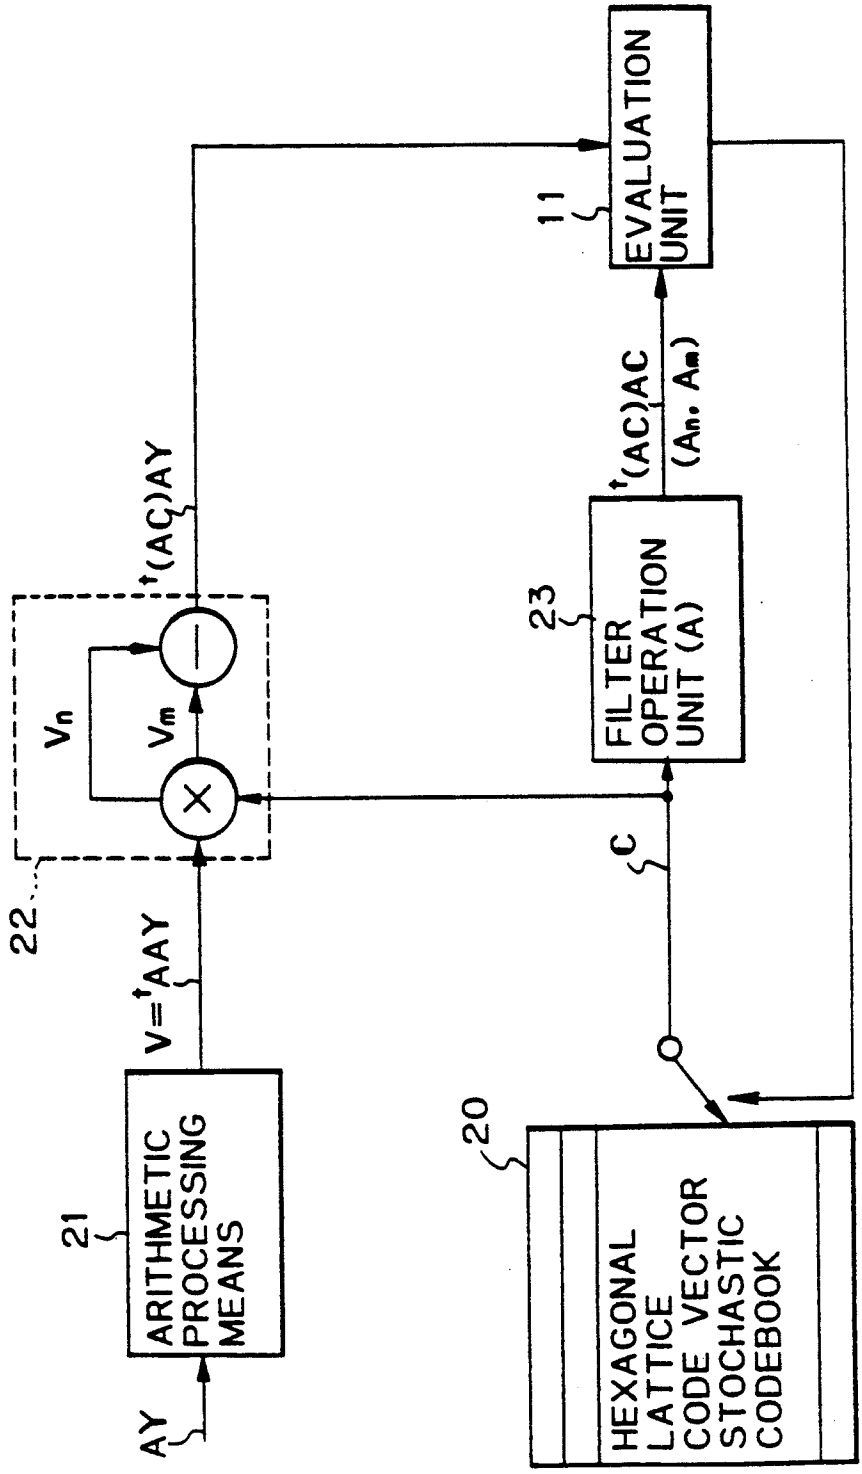 AY
21
ARITHMETIC
PROCESSING
MEANS
V=ᵗAAY
22
Vn
Vm
ᵗ(AC)AY
20
HEXAGONAL
LATTICE
CODE VECTOR
STOCHASTIC
CODEBOOK
C
23
FILTER
OPERATION
UNIT (A)
ᵗ(AC)AC
(An, Am)
11
EVALUATION
UNIT